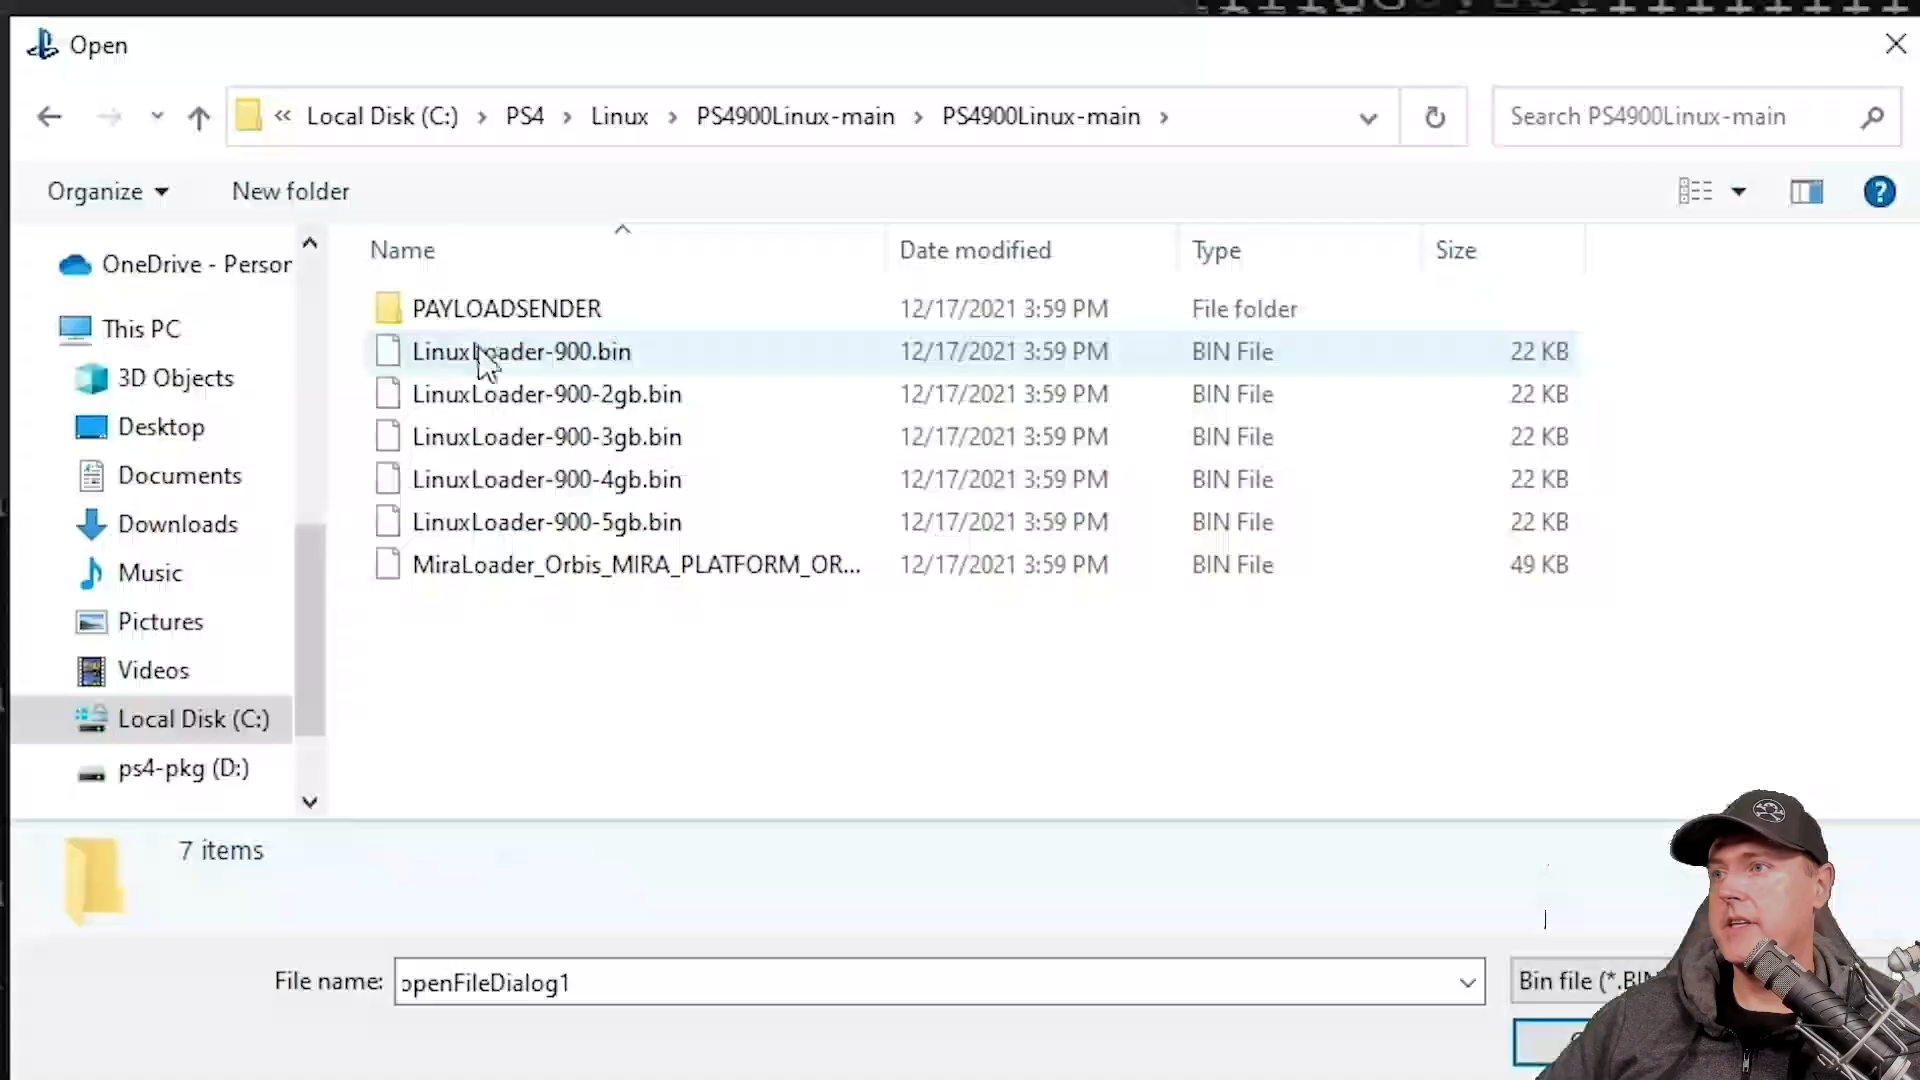 Open
« Local Disk (C:) › PS4 › Linux › PS4900Linux-main › PS4900Linux-main ›
Search PS4900Linux-main
Organize
New folder
Name
Date modified
Type
Size
OneDrive - Person
This PC
3D Objects
Desktop
Documents
Downloads
Music
Pictures
Videos
Local Disk (C:)
ps4-pkg (D:)
PAYLOADSENDER 12/17/2021 3:59 PM File folder
LinuxLoader-900.bin 12/17/2021 3:59 PM BIN File 22 KB
LinuxLoader-900-2gb.bin 12/17/2021 3:59 PM BIN File 22 KB
LinuxLoader-900-3gb.bin 12/17/2021 3:59 PM BIN File 22 KB
LinuxLoader-900-4gb.bin 12/17/2021 3:59 PM BIN File 22 KB
LinuxLoader-900-5gb.bin 12/17/2021 3:59 PM BIN File 22 KB
MiraLoader_Orbis_MIRA_PLATFORM_OR... 12/17/2021 3:59 PM BIN File 49 KB
7 items
File name:
openFileDialog1
Bin file (*.BIN